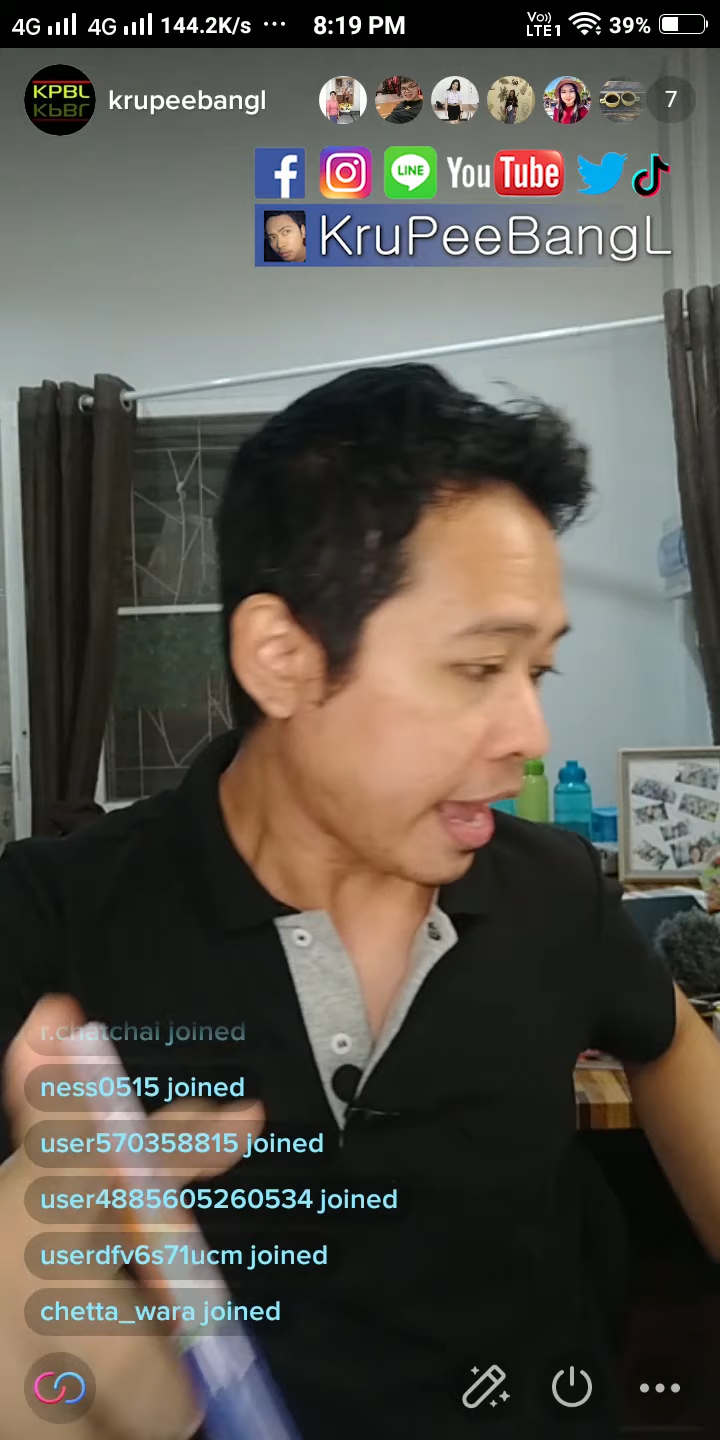 4G 4G 144.2K/s ... 8:19 PM Vo)) LTE1 39%
KPBL krupeebangl 7
LINE You Tube
KruPeeBangL
r.chatchai joined
ness0515 joined
user570358815 joined
user4885605260534 joined
userdfv6s71ucm joined
chetta_wara joined